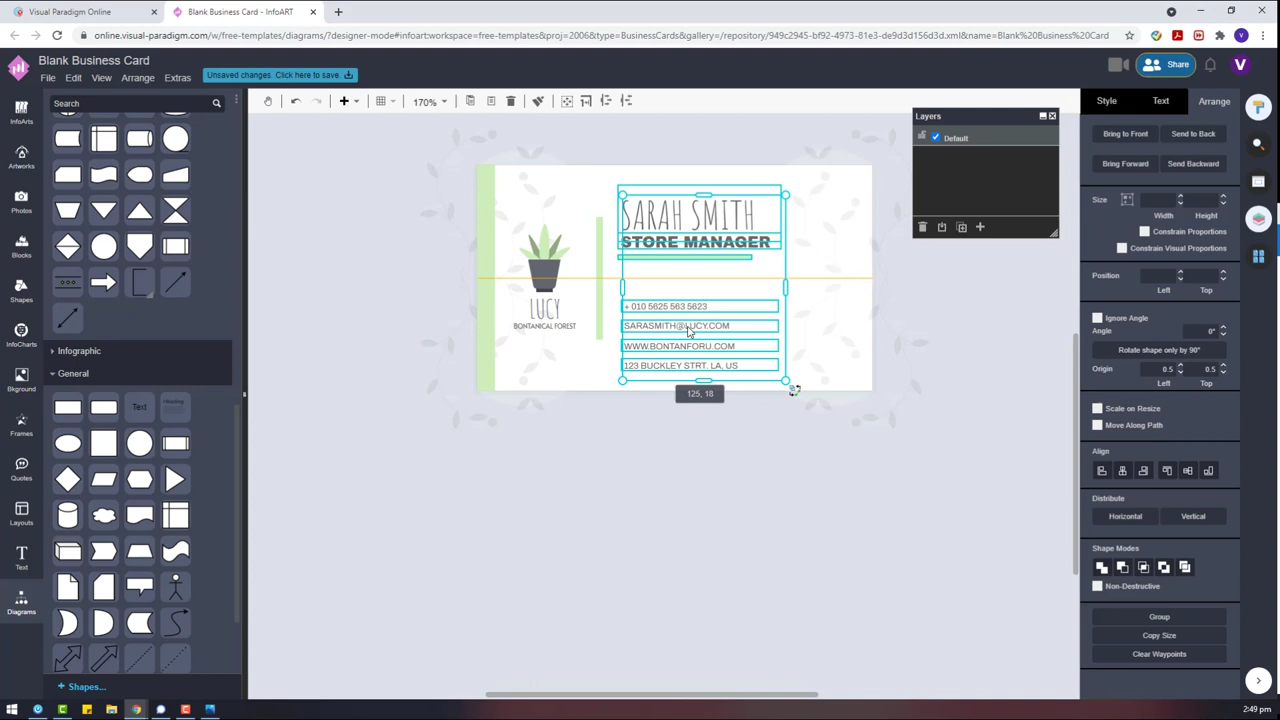 Visual Paradigm Online
Blank Business Card - InfoART
online.visual-paradigm.com/w/free-templates/diagrams/?designer-mode#infoart:workspace=free-templates&proj=2006&type=BusinessCards&gallery=/repository/949c2945-bf92-4973-81e3-de9d3d156d3d.xml&name=Blank%20Business%20Card
Blank Business Card
File Edit View Arrange Extras
Unsaved changes. Click here to save.
Share
V
Search
170%
Layers
Default
Style Text Arrange
Bring to Front Send to Back
Bring Forward Send Backward
Size
Width Height
Constrain Proportions
Constrain Visual Proportions
Position
Left Top
Ignore Angle
Angle 0°
Rotate shape only by 90°
Origin 0.5 0.5
Left Top
Scale on Resize
Move Along Path
Align
Distribute
Horizontal Vertical
Shape Modes
Non-Destructive
Group
Copy Size
Clear Waypoints
InfoArts
Artworks
Photos
Blocks
Shapes
InfoCharts
Bkground
Frames
Quotes
Layouts
Text
Diagrams
Infographic
General
Text
Heading
+ Shapes...
SARAH SMITH
STORE MANAGER
LUCY
BONTANICAL FOREST
+ 010 5625 563 5623
SARASMITH@LUCY.COM
WWW.BONTANFORU.COM
123 BUCKLEY STRT. LA, US
125, 18
2:49 pm